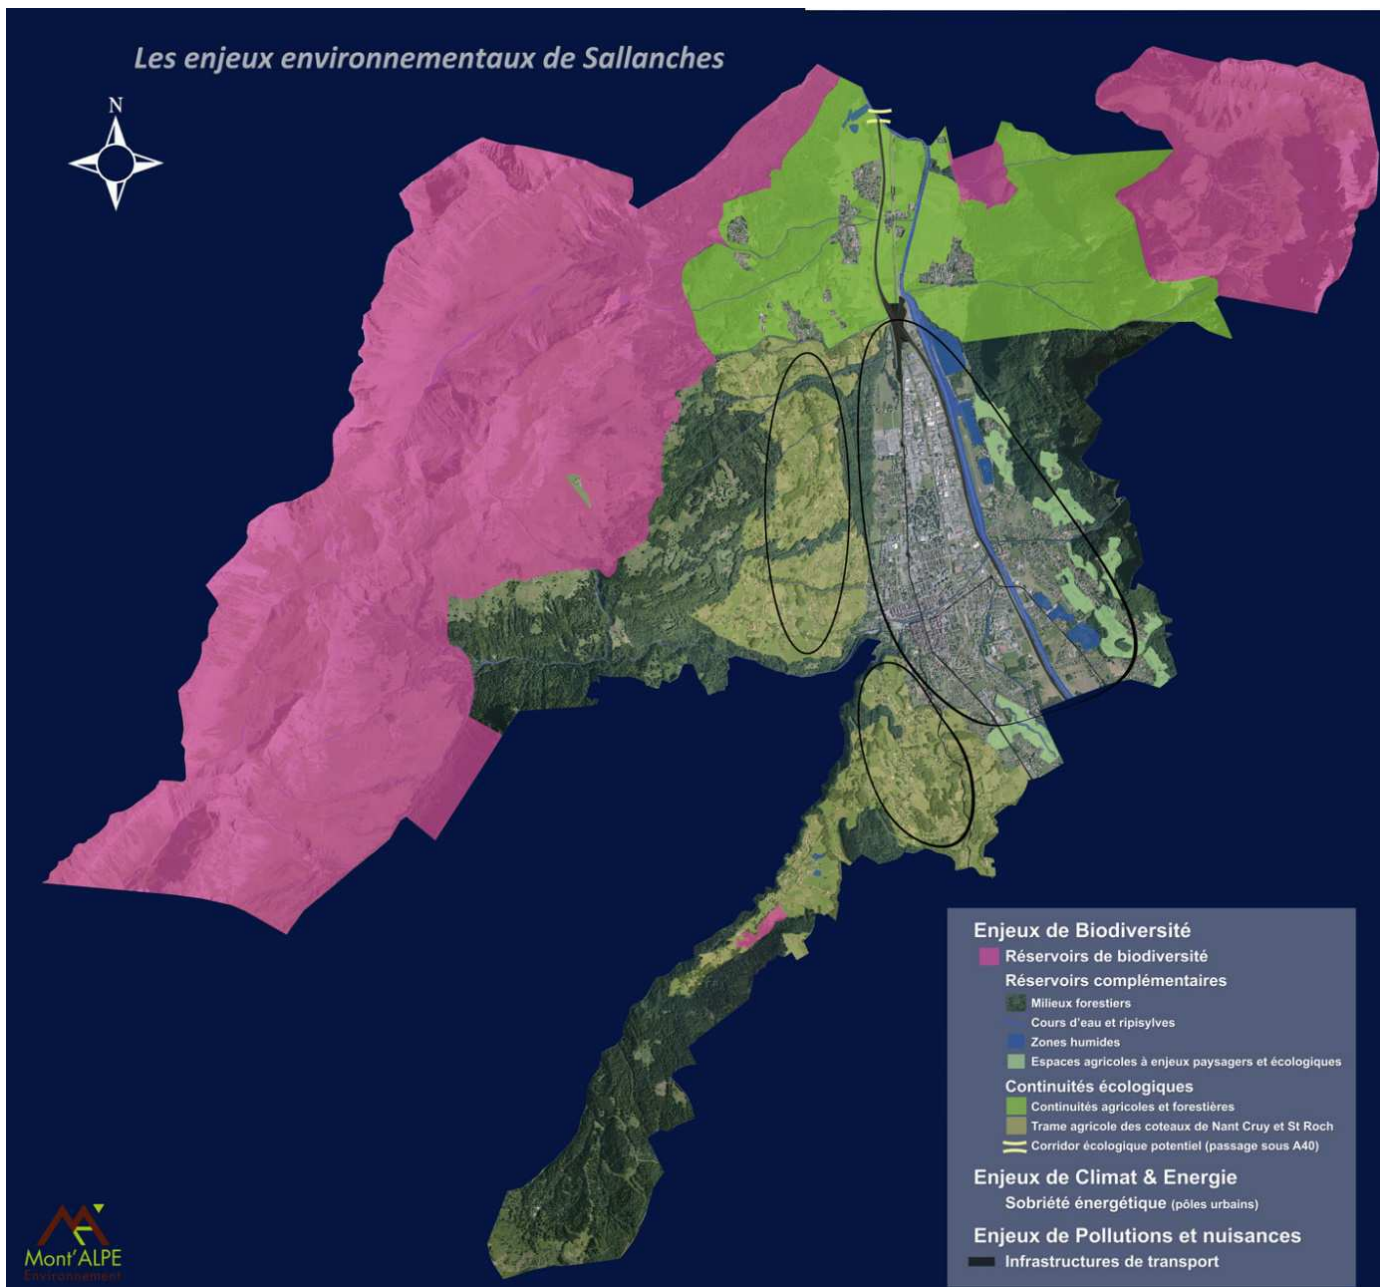 Les enjeux environnementaux de Sallanches
N
Enjeux de Biodiversité
Réservoirs de biodiversité
Réservoirs complémentaires
Milieux forestiers
Cours d'eau et ripisylves
Zones humides
Espaces agricoles à enjeux paysagers et écologiques
Continuités écologiques
Continuités agricoles et forestières
Trame agricole des coteaux de Nant Cruy et St Roch
Corridor écologique potentiel (passage sous A40)
Enjeux de Climat & Energie
Sobriété énergétique (pôles urbains)
Enjeux de Pollutions et nuisances
Infrastructures de transport
Mont'ALPE
Environnement